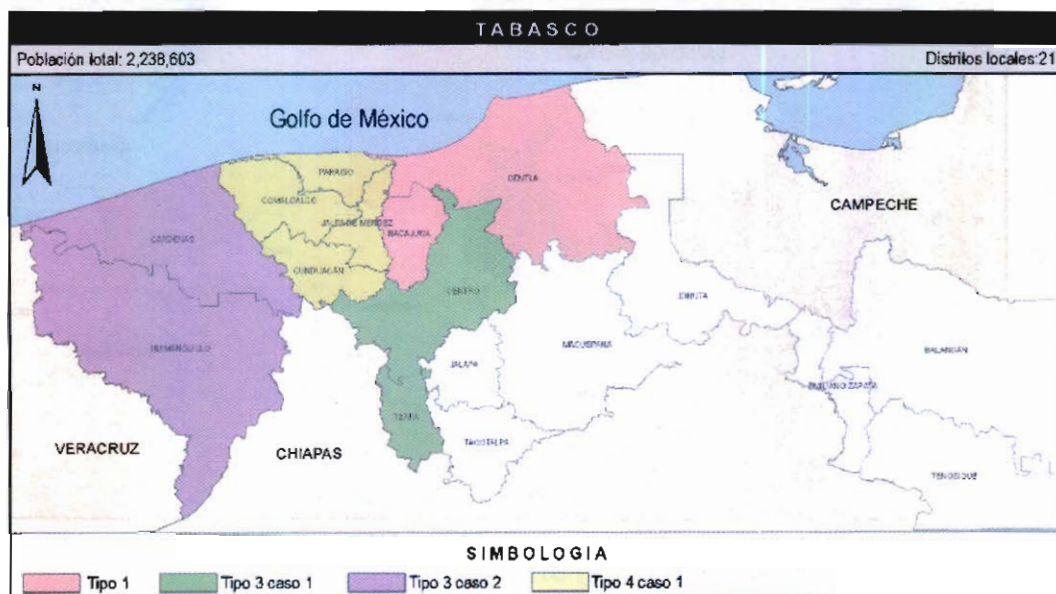 TABASCO
Población total: 2,238,603
Distritos locales:21
N
Golfo de México
PARAISO
CENTLA
COMALCALCO
CAMPECHE
JALPA DE MENDEZ
NACAJUCA
CARDENAS
CUNDUACAN
CENTRO
JONUTA
HUIMANGUILLO
MACUSPANA
JALAPA
BALANCAN
EMILIANO ZAPATA
TEAPA
VERACRUZ
CHIAPAS
TACOTALPA
TENOSIQUE
SIMBOLOGIA
Tipo 1
Tipo 3 caso 1
Tipo 3 caso 2
Tipo 4 caso 1